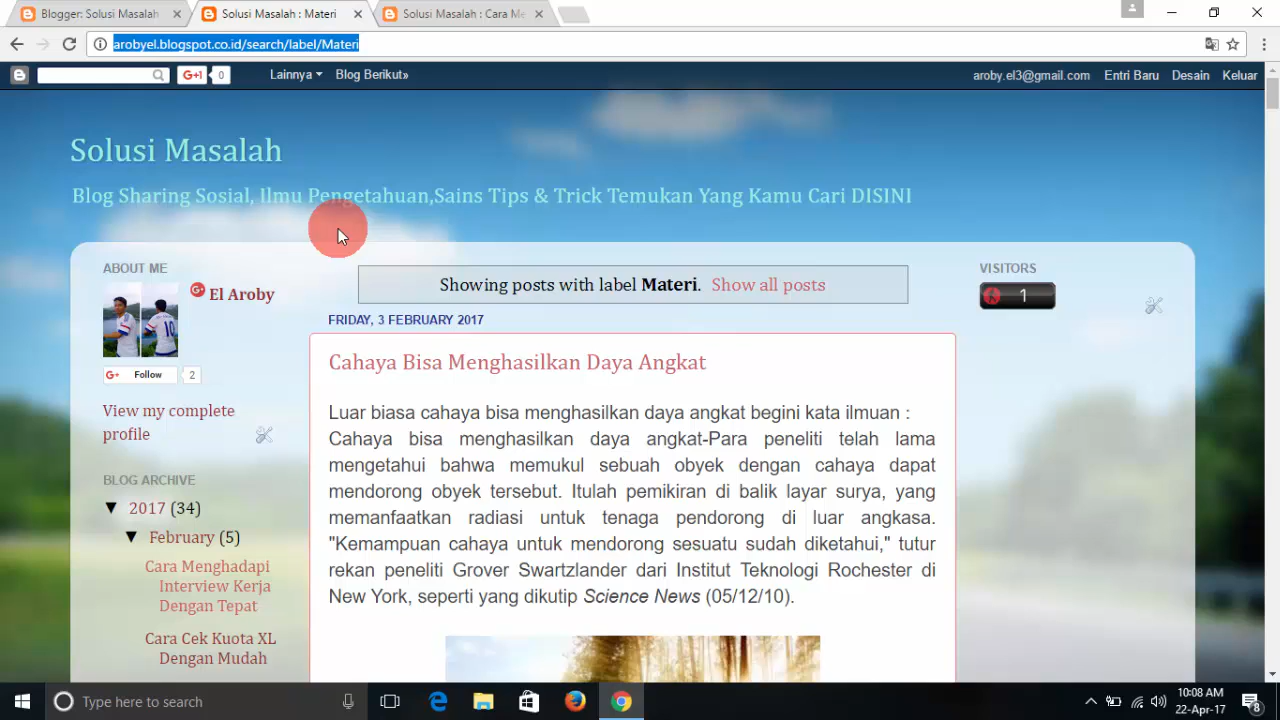 Blogger: Solusi Masalah
Solusi Masalah : Materi
Solusi Masalah : Cara Me
arobyel.blogspot.co.id/search/label/Materi
G+1 0
Lainnya
Blog Berikut»
aroby.el3@gmail.com
Entri Baru
Desain
Keluar
Solusi Masalah
Blog Sharing Sosial, Ilmu Pengetahuan,Sains Tips & Trick Temukan Yang Kamu Cari DISINI
ABOUT ME
El Aroby
G+ Follow 2
View my complete
profile
BLOG ARCHIVE
▼ 2017 (34)
▼ February (5)
Cara Menghadapi
Interview Kerja
Dengan Tepat
Cara Cek Kuota XL
Dengan Mudah
Showing posts with label Materi. Show all posts
FRIDAY, 3 FEBRUARY 2017
Cahaya Bisa Menghasilkan Daya Angkat
Luar biasa cahaya bisa menghasilkan daya angkat begini kata ilmuan :
Cahaya bisa menghasilkan daya angkat-Para peneliti telah lama
mengetahui bahwa memukul sebuah obyek dengan cahaya dapat
mendorong obyek tersebut. Itulah pemikiran di balik layar surya, yang
memanfaatkan radiasi untuk tenaga pendorong di luar angkasa.
"Kemampuan cahaya untuk mendorong sesuatu sudah diketahui," tutur
rekan peneliti Grover Swartzlander dari Institut Teknologi Rochester di
New York, seperti yang dikutip Science News (05/12/10).
VISITORS
1
Type here to search
10:08 AM
22-Apr-17
8